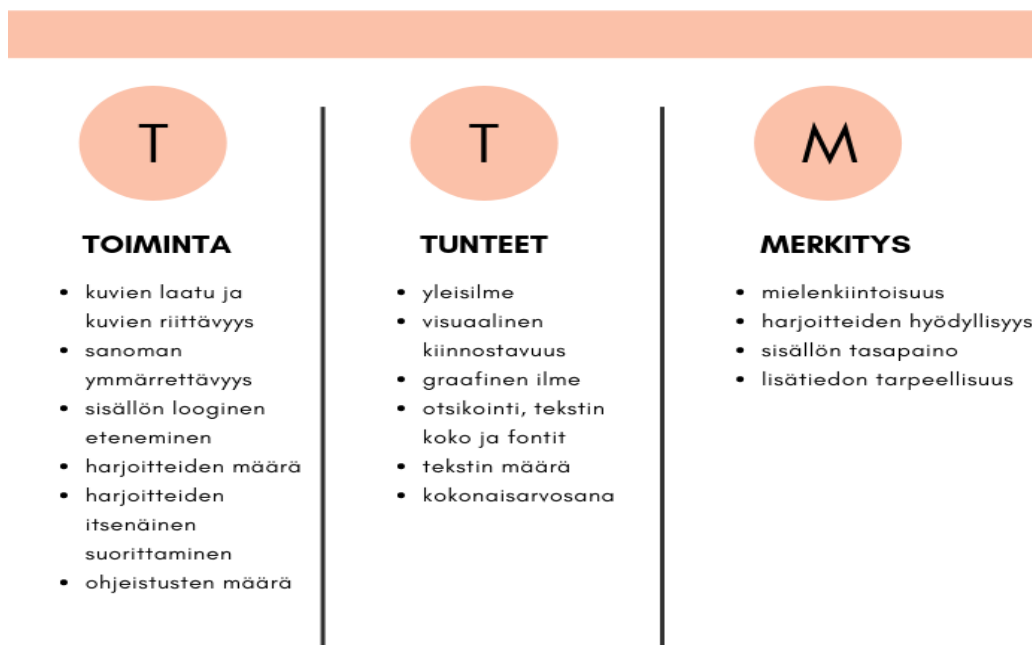 T
TOIMINTA
• kuvien laatu ja
kuvien riittävyys
• sanoman
ymmärrettävyys
• sisällön looginen
eteneminen
• harjoitteiden määrä
• harjoitteiden
itsenäinen
suorittaminen
• ohjeistusten määrä
T
TUNTEET
• yleisilme
• visuaalinen
kiinnostavuus
• graafinen ilme
• otsikointi, tekstin
koko ja fontit
• tekstin määrä
• kokonaisarvosana
M
MERKITYS
• mielenkiintoisuus
• harjoitteiden hyödyllisyys
• sisällön tasapaino
• lisätiedon tarpeellisuus